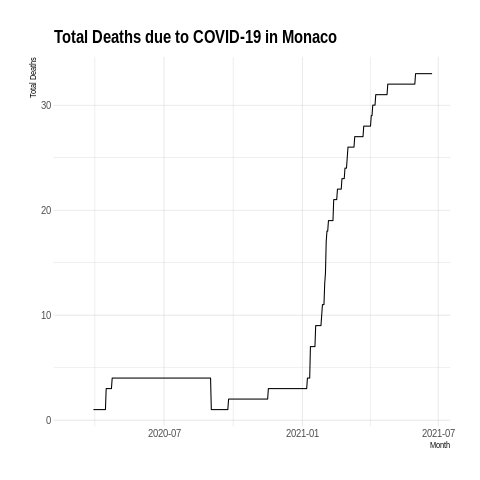 Total Deaths due to COVID-19 in Monaco
Total Deaths
30
20
10
0
2020-07
2021-01
2021-07
Month